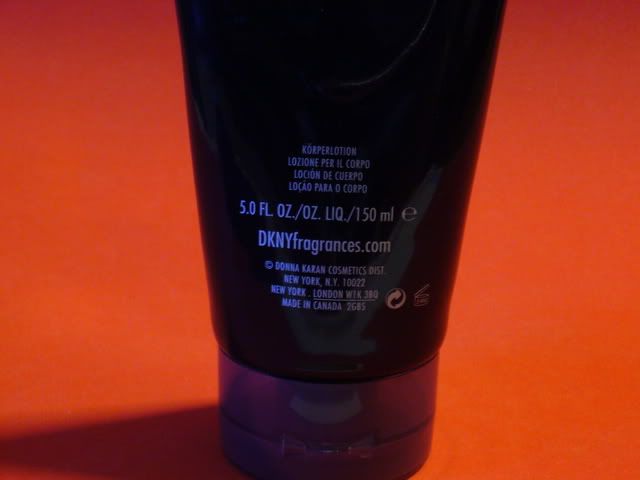 KÖRPERLOTION
LOZIONE PER IL CORPO
LOCIÓN DE CUERPO
LOÇÃO PARA O CORPO
5.0 FL. OZ./OZ. LIQ./150 ml ℮
DKNYfragrances.com
© DONNA KARAN COSMETICS DIST.
NEW YORK, N.Y. 10022
NEW YORK . LONDON W1K 3BQ
MADE IN CANADA 2GB5